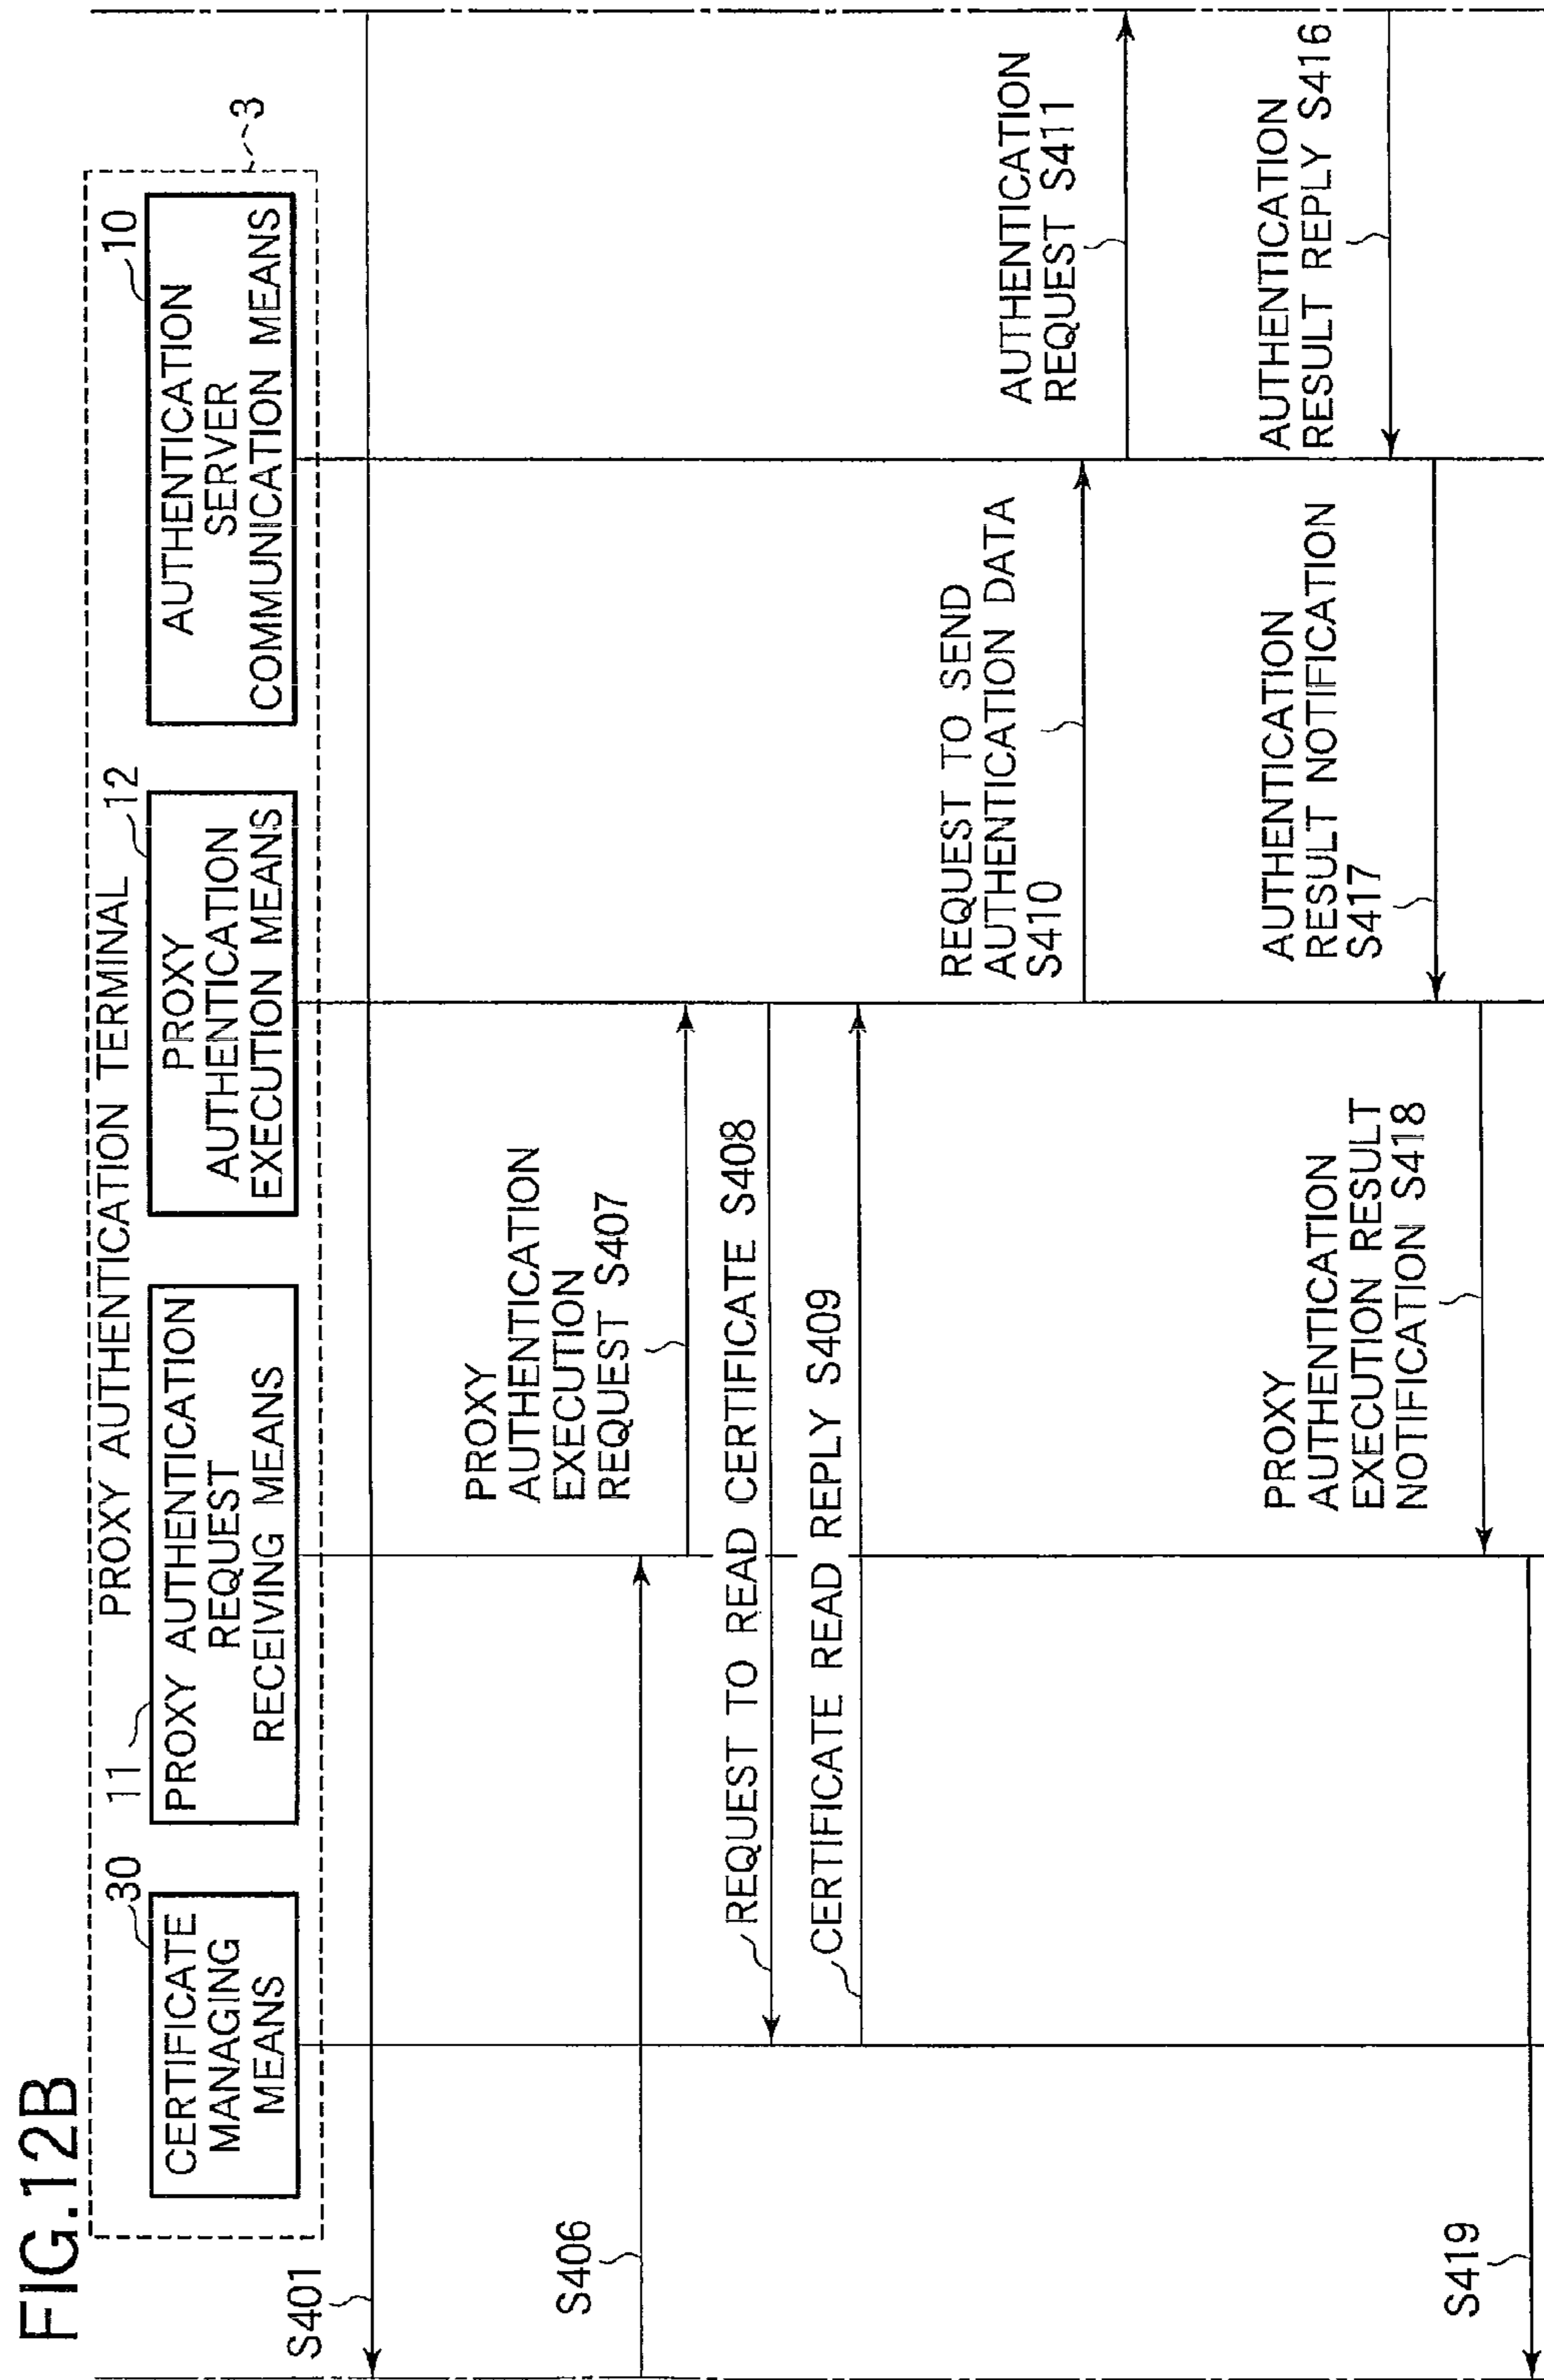 FIG.12B
PROXY AUTHENTICATION TERMINAL
3
30
CERTIFICATE
MANAGING
MEANS
11
PROXY AUTHENTICATION
REQUEST
RECEIVING MEANS
12
PROXY
AUTHENTICATION
EXECUTION MEANS
10
AUTHENTICATION
SERVER
COMMUNICATION MEANS
S401
S406
PROXY
AUTHENTICATION
EXECUTION
REQUEST S407
REQUEST TO READ CERTIFICATE S408
CERTIFICATE READ REPLY S409
REQUEST TO SEND
AUTHENTICATION DATA
S410
AUTHENTICATION
REQUEST S411
AUTHENTICATION
RESULT REPLY S416
AUTHENTICATION
RESULT NOTIFICATION
S417
PROXY
AUTHENTICATION
EXECUTION RESULT
NOTIFICATION S418
S419